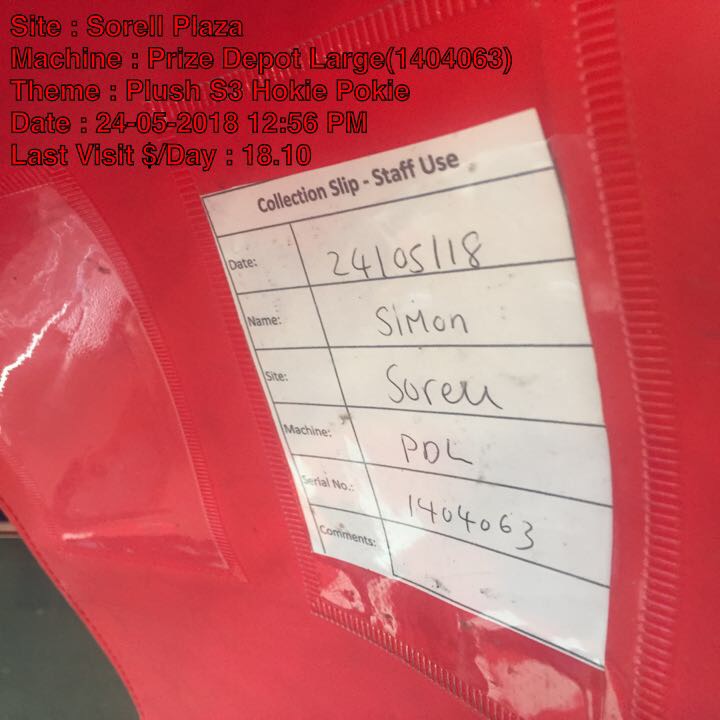 Site : Sorell Plaza
Machine : Prize Depot Large(1404063)
Theme : Plush S3 Hokie Pokie
Date : 24-05-2018 12:56 PM
Last Visit $/Day : 18.10
Collection Slip - Staff Use
Date: 24/05/18
Name: SIMon
Site: Sorell
Machine: PDL
Serial No.: 1404063
Comments: